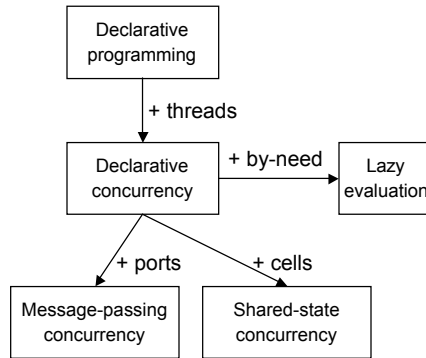 Declarative
programming
+ threads
Declarative
concurrency
+ by-need
Lazy
evaluation
+ ports
+ cells
Message-passing
concurrency
Shared-state
concurrency